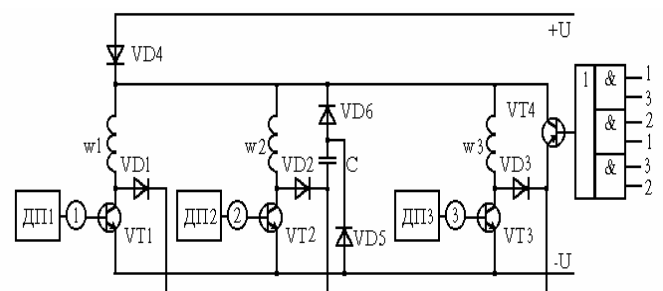 +U
VD4
1
&
1
3
&
2
1
&
3
2
VD6
VT4
w1
w2
w3
VD1
VD2
C
VD3
ДП1
1
ДП2
2
ДП3
3
VT1
VT2
VD5
VT3
-U